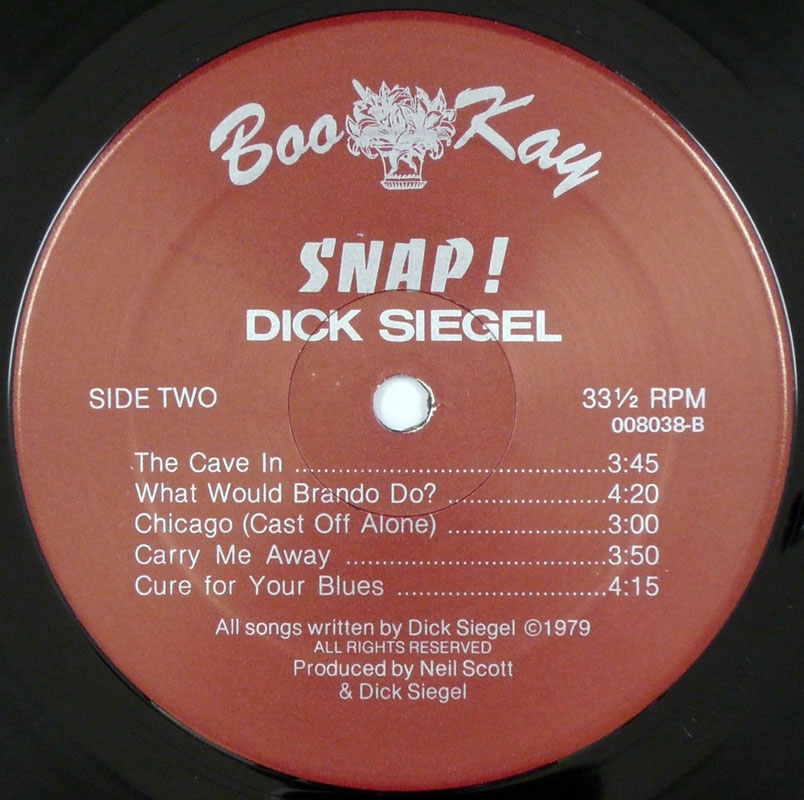 Boo Kay
SNAP!
DICK SIEGEL
SIDE TWO
33½ RPM
008038-B
The Cave In ........................................3:45
What Would Brando Do? ....................4:20
Chicago (Cast Off Alone) ....................3:00
Carry Me Away .................................3:50
Cure for Your Blues ..........................4:15
All songs written by Dick Siegel ©1979
ALL RIGHTS RESERVED
Produced by Neil Scott
& Dick Siegel